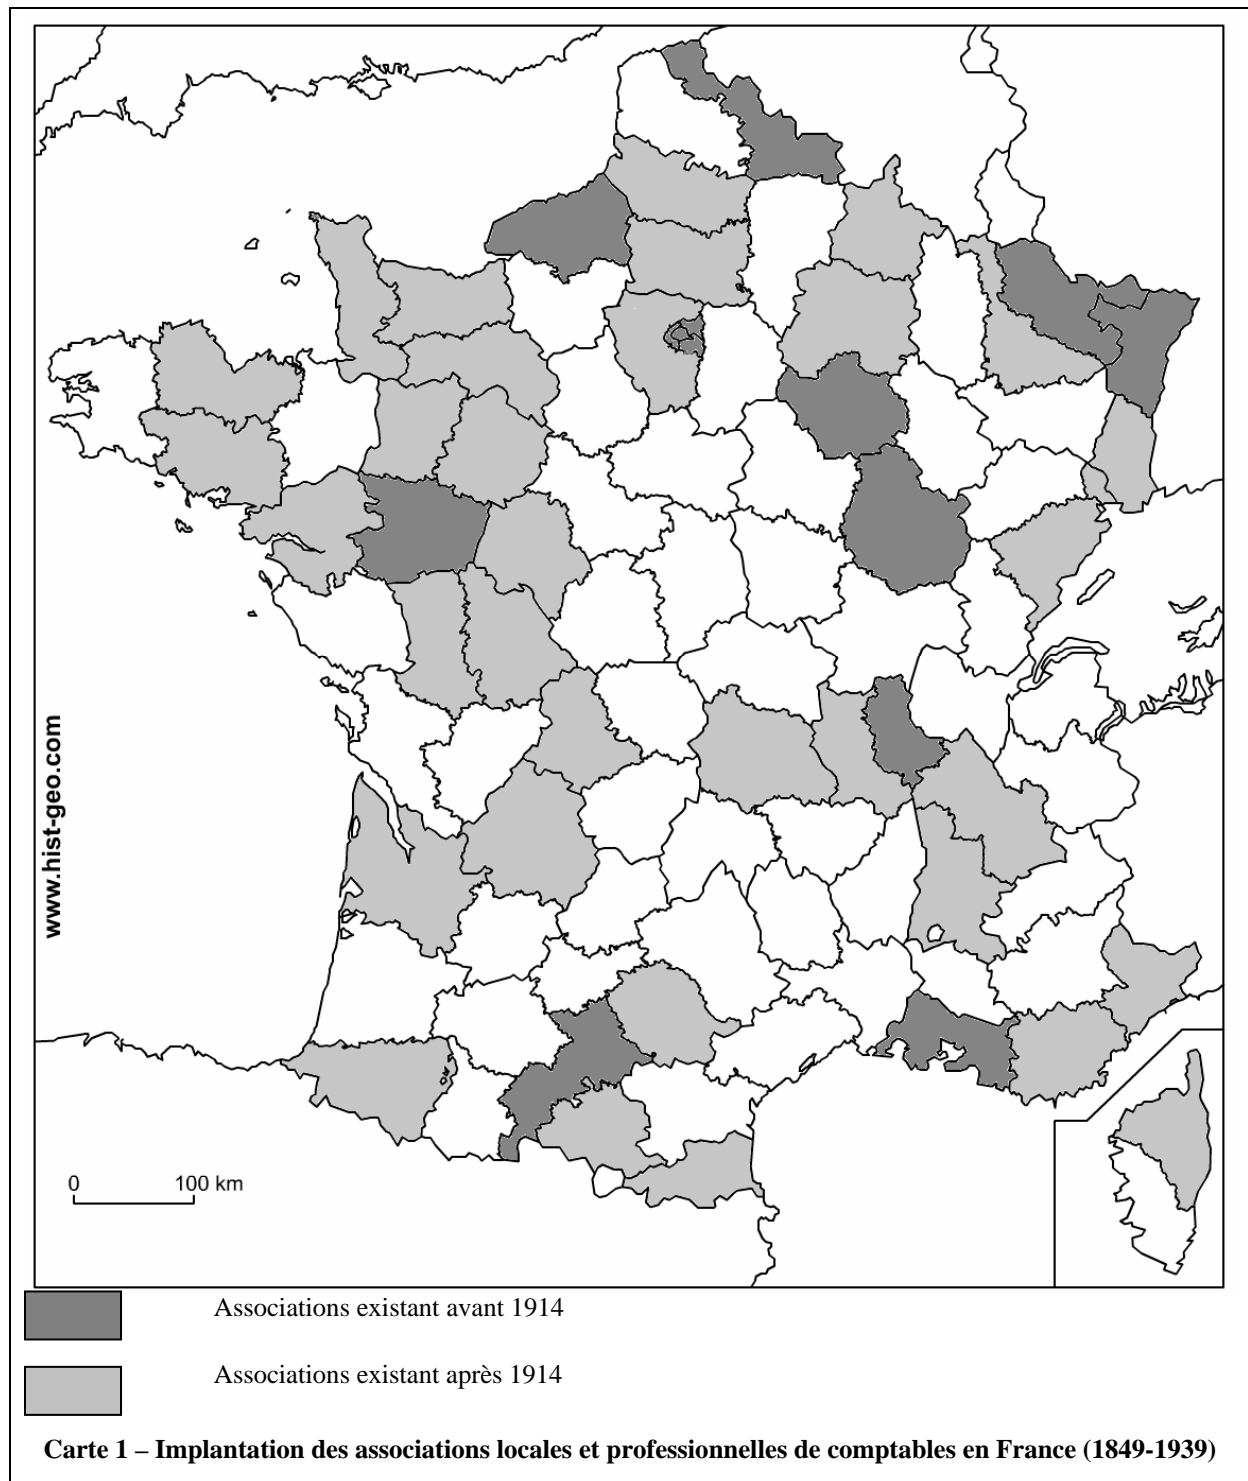 www.hist-geo.com
0 100 km
Associations existant avant 1914
Associations existant après 1914
Carte 1 – Implantation des associations locales et professionnelles de comptables en France (1849-1939)